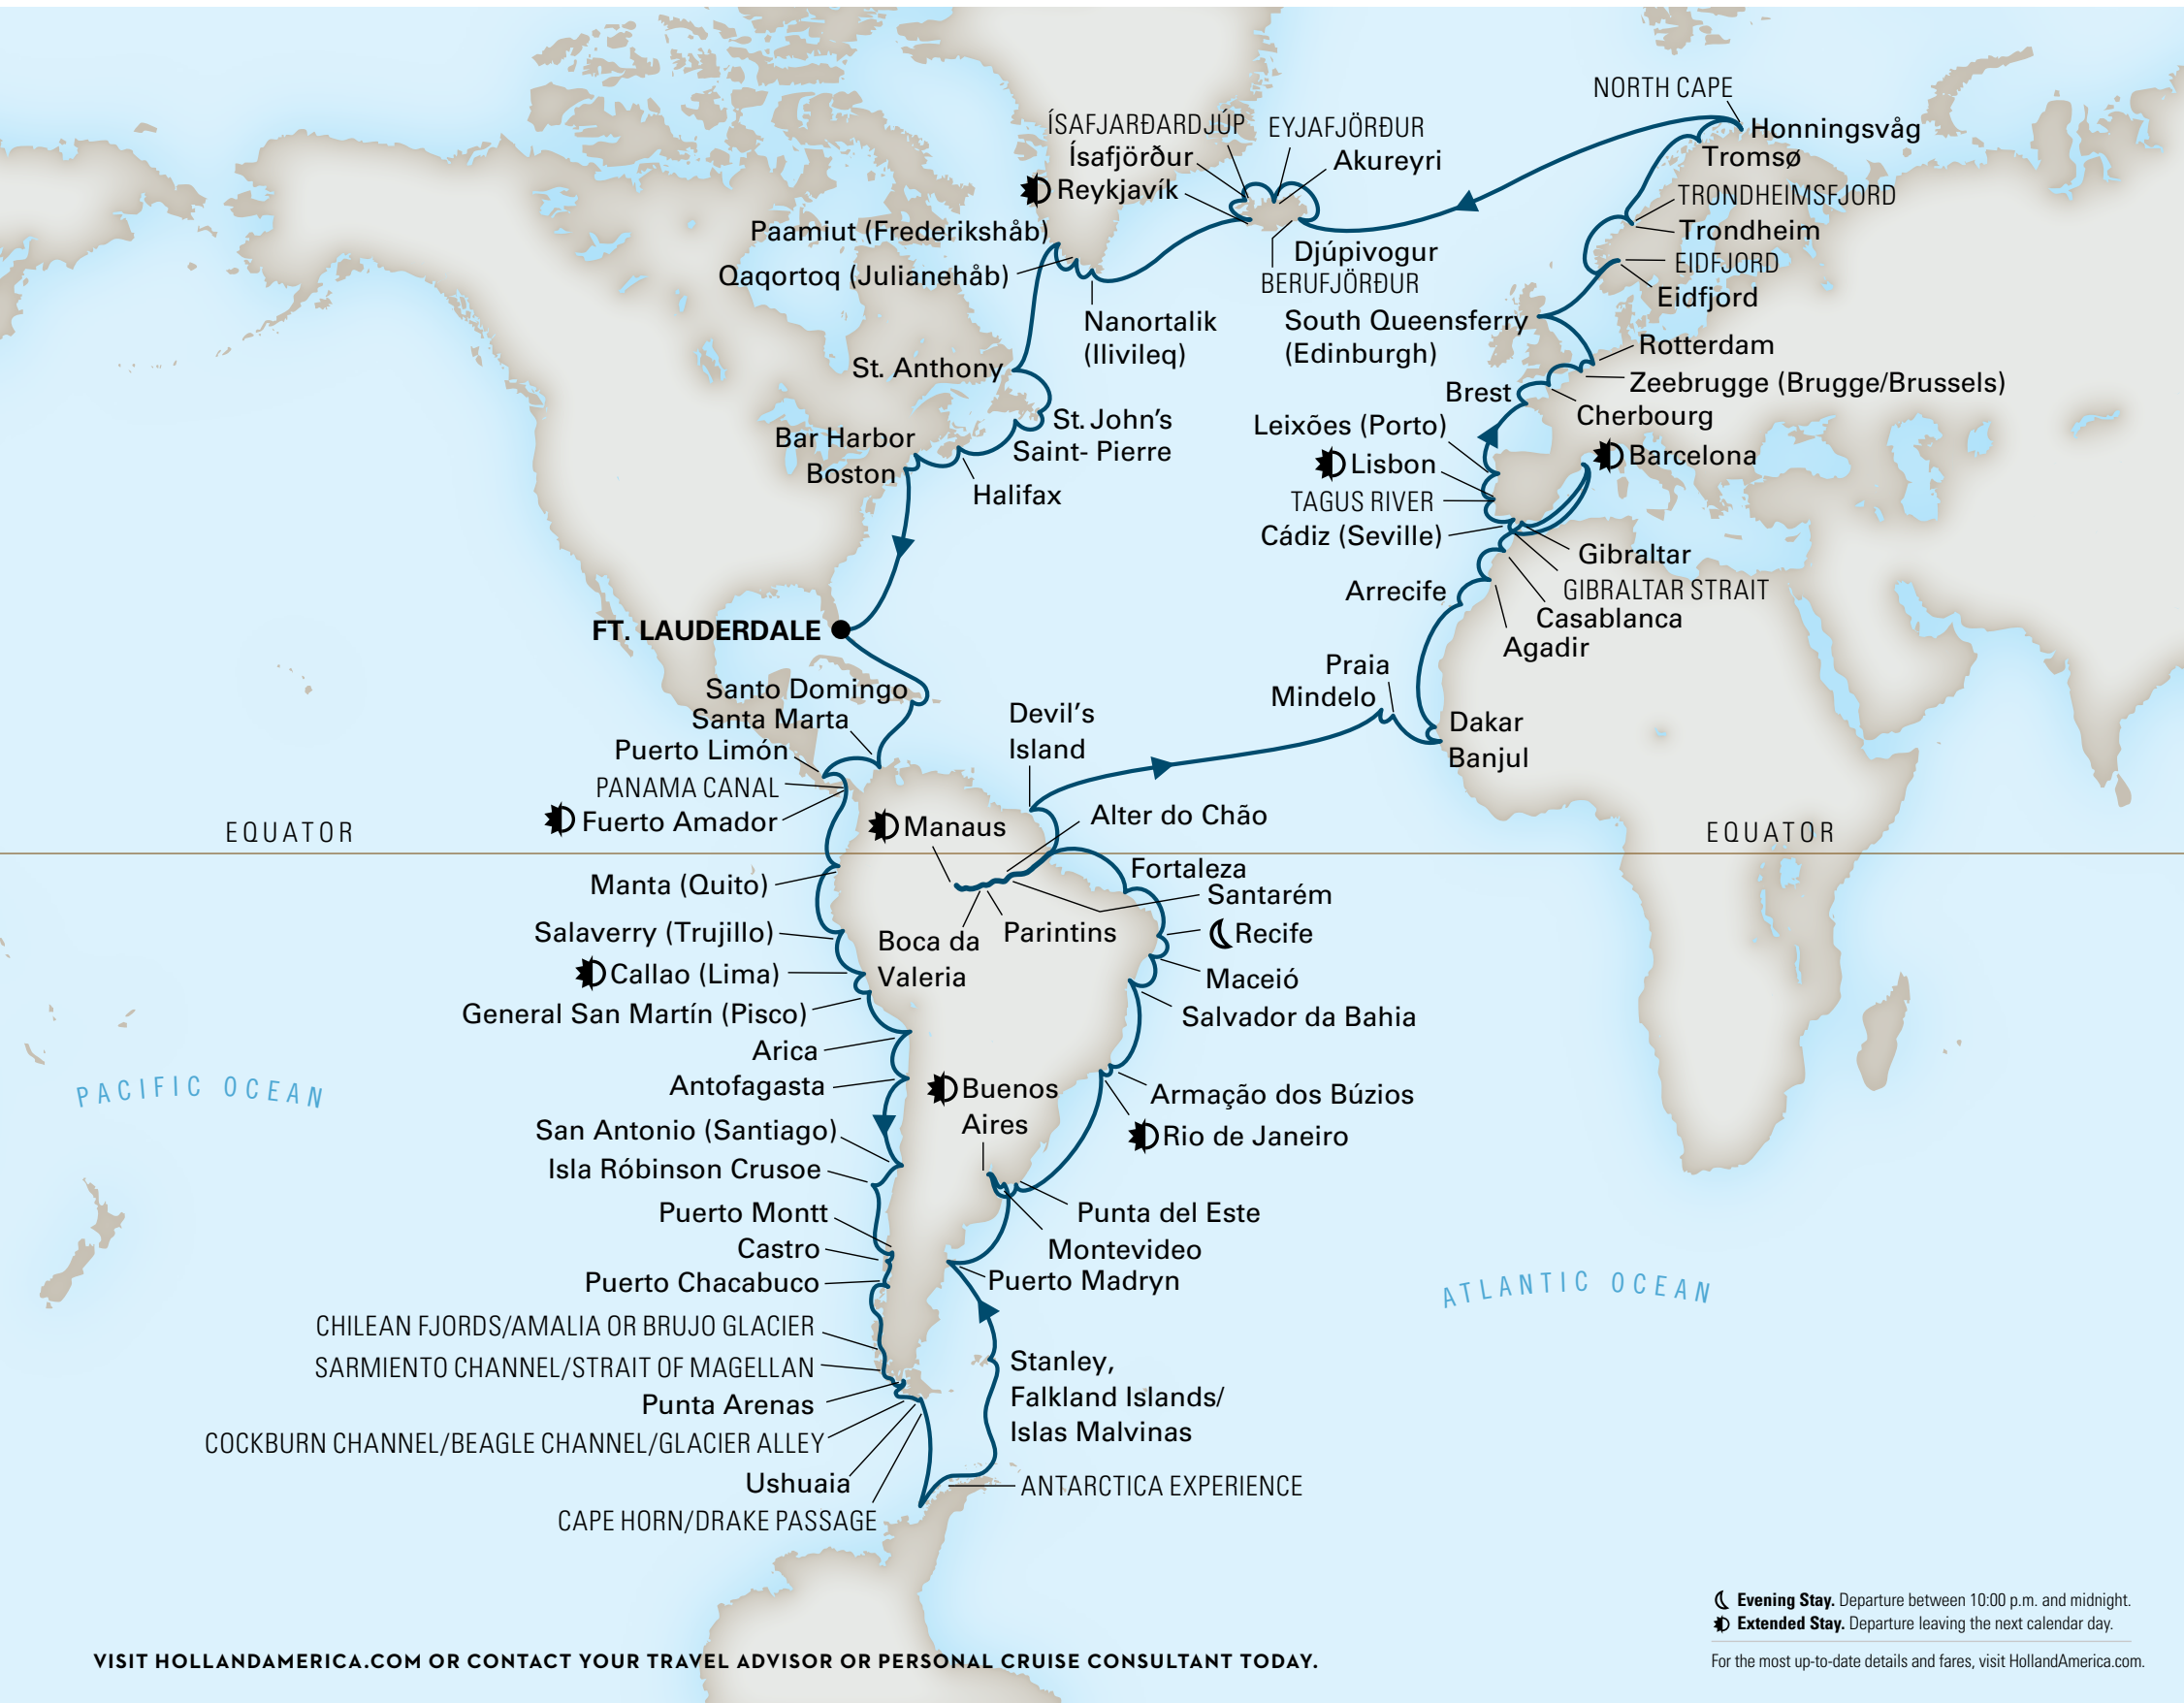 NORTH CAPE
Honningsvåg
Tromsø
TRONDHEIMSFJORD
Trondheim
EIDFJORD
Eidfjord
ÍSAFJARÐARDJÚP
EYJAFJÖRÐUR
Ísafjörður
Akureyri
Reykjavík
Djúpivogur
BERUFJÖRÐUR
Paamiut (Frederikshåb)
Qaqortoq (Julianehåb)
Nanortalik
(Ilivileq)
South Queensferry
(Edinburgh)
Rotterdam
Zeebrugge (Brugge/Brussels)
Brest
Cherbourg
Leixões (Porto)
Barcelona
Lisbon
TAGUS RIVER
Cádiz (Seville)
Gibraltar
GIBRALTAR STRAIT
Casablanca
Arrecife
Agadir
St. Anthony
St. John's
Saint- Pierre
Bar Harbor
Boston
Halifax
FT. LAUDERDALE
Santo Domingo
Santa Marta
Puerto Limón
PANAMA CANAL
Fuerto Amador
Devil's
Island
Praia
Mindelo
Dakar
Banjul
EQUATOR
EQUATOR
Manaus
Alter do Chão
Fortaleza
Santarém
Recife
Parintins
Boca da
Valeria
Maceió
Salvador da Bahia
Manta (Quito)
Salaverry (Trujillo)
Callao (Lima)
General San Martín (Pisco)
Arica
Antofagasta
San Antonio (Santiago)
Isla Róbinson Crusoe
Buenos
Aires
Armação dos Búzios
Rio de Janeiro
Punta del Este
Montevideo
Puerto Madryn
Puerto Montt
Castro
Puerto Chacabuco
CHILEAN FJORDS/AMALIA OR BRUJO GLACIER
SARMIENTO CHANNEL/STRAIT OF MAGELLAN
Punta Arenas
COCKBURN CHANNEL/BEAGLE CHANNEL/GLACIER ALLEY
Ushuaia
CAPE HORN/DRAKE PASSAGE
Stanley,
Falkland Islands/
Islas Malvinas
ANTARCTICA EXPERIENCE
PACIFIC OCEAN
ATLANTIC OCEAN
Evening Stay. Departure between 10:00 p.m. and midnight.
Extended Stay. Departure leaving the next calendar day.
For the most up-to-date details and fares, visit HollandAmerica.com.
VISIT HOLLANDAMERICA.COM OR CONTACT YOUR TRAVEL ADVISOR OR PERSONAL CRUISE CONSULTANT TODAY.